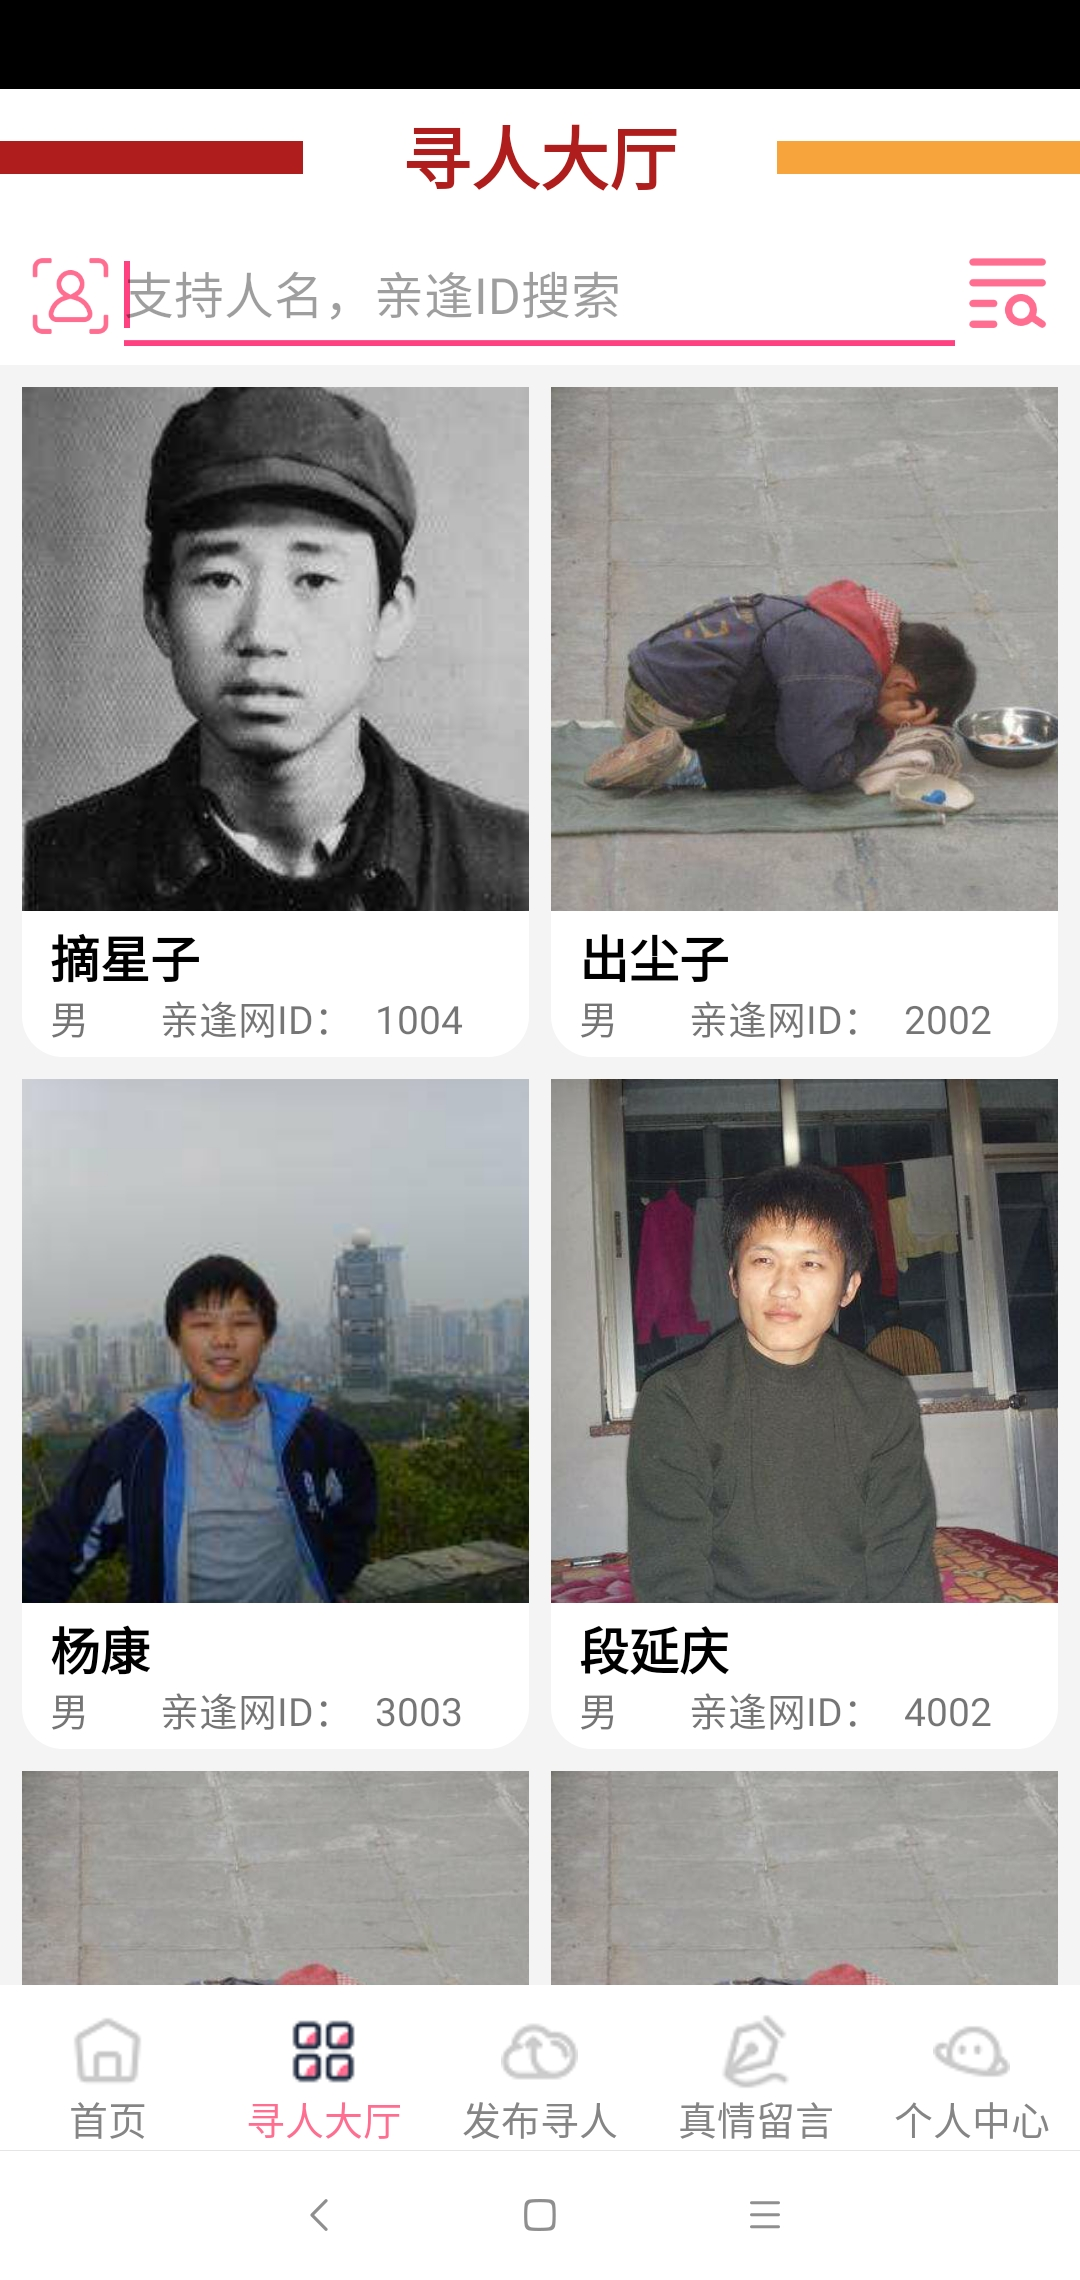 寻人大厅
支持人名，亲逢ID搜索
摘星子
男 亲逢网ID： 1004
出尘子
男 亲逢网ID： 2002
杨康
男 亲逢网ID： 3003
段延庆
男 亲逢网ID： 4002
首页
寻人大厅
发布寻人
真情留言
个人中心